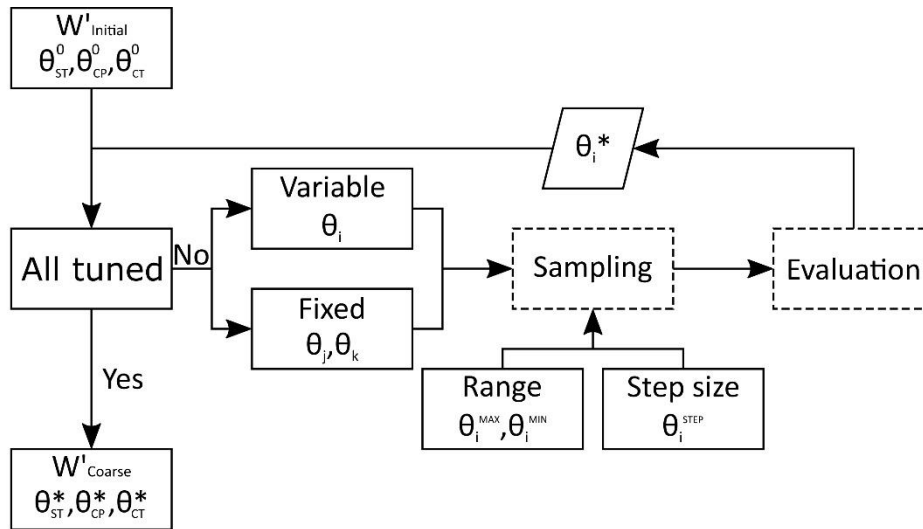 W'Initial
θ⁰ST,θ⁰CP,θ⁰CT
θi*
Variable
θi
All tuned
No
Sampling
Evaluation
Fixed
θj,θk
Yes
Range
θiMAX,θiMIN
Step size
θiSTEP
W'Coarse
θ*ST,θ*CP,θ*CT